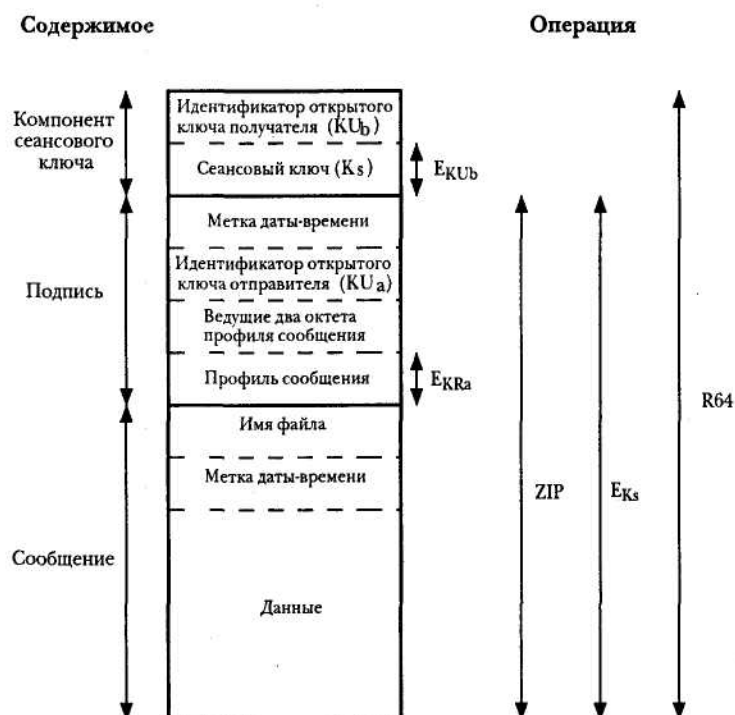 Содержимое
Операция
Компонент
сеансового
ключа
Идентификатор открытого
ключа получателя (KUb)
Сеансовый ключ (Ks)
EKUb
Подпись
Метка даты-времени
Идентификатор открытого
ключа отправителя (KUa)
Ведущие два октета
профиля сообщения
Профиль сообщения
EKRa
Сообщение
Имя файла
Метка даты-времени
Данные
ZIP
EKs
R64